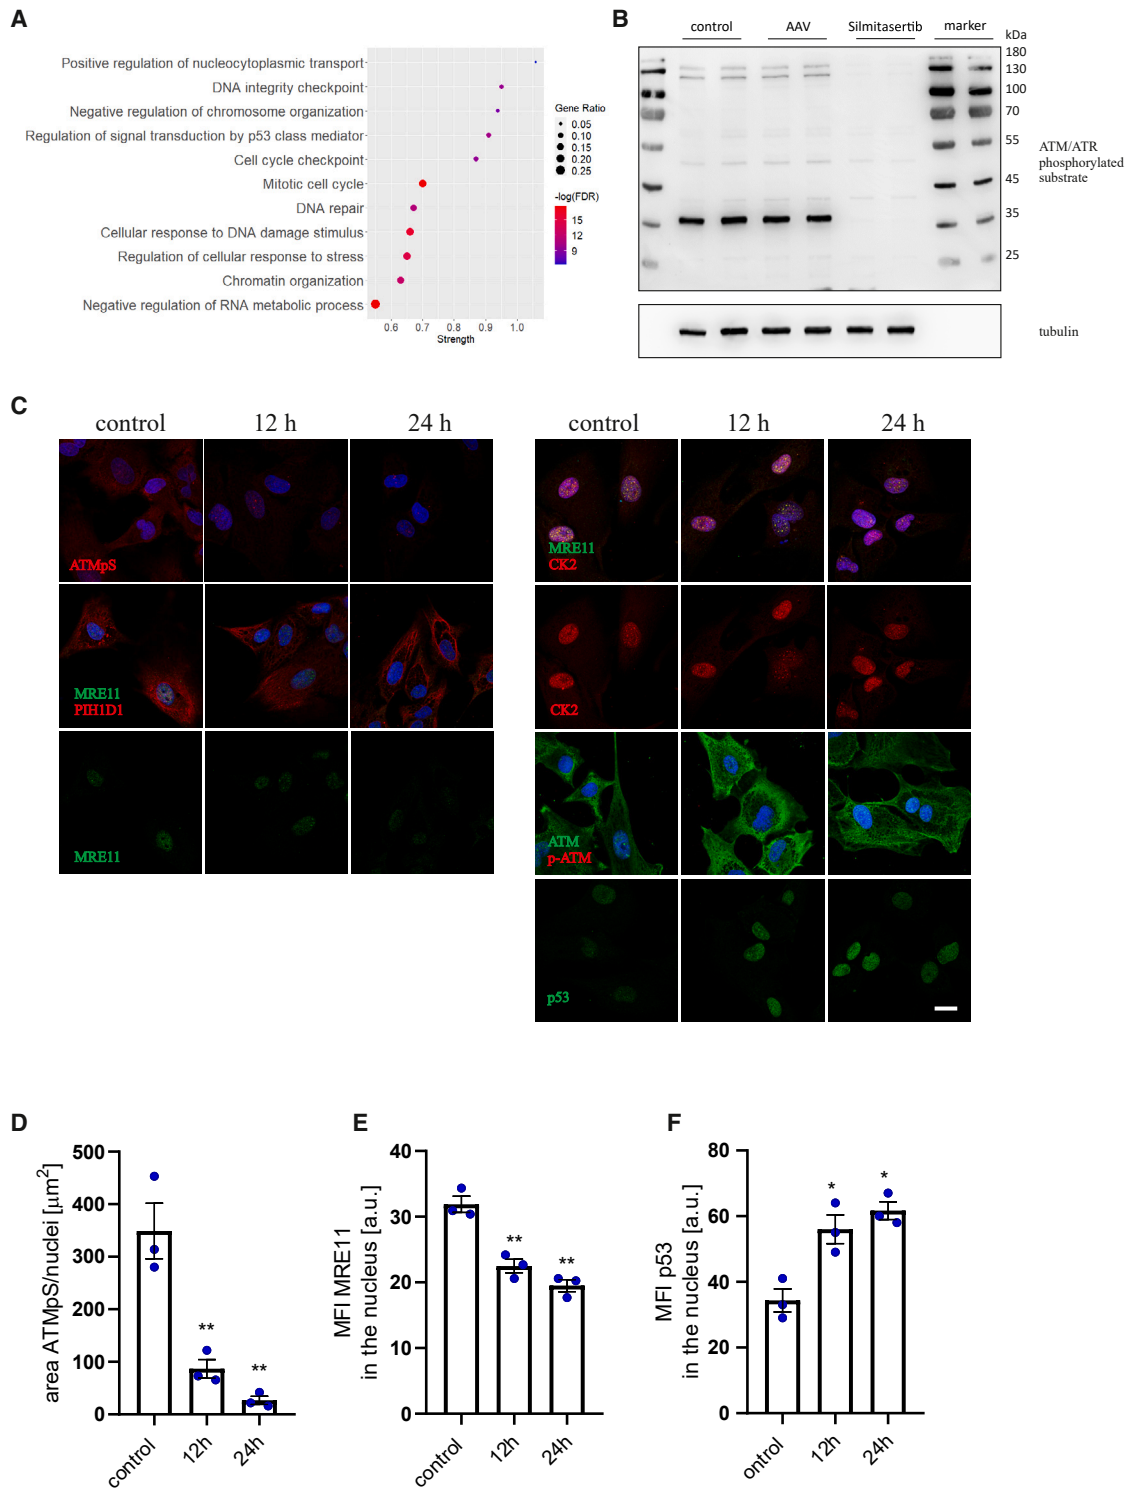 A
Positive regulation of nucleocytoplasmic transport
DNA integrity checkpoint
Negative regulation of chromosome organization
Regulation of signal transduction by p53 class mediator
Cell cycle checkpoint
Mitotic cell cycle
DNA repair
Cellular response to DNA damage stimulus
Regulation of cellular response to stress
Chromatin organization
Negative regulation of RNA metabolic process
0.6 0.7 0.8 0.9 1.0
Strength
Gene Ratio
0.05
0.10
0.15
0.20
0.25
-log(FDR)
15
12
9
B
control AAV Silmitasertib marker
kDa
180
130
100
70
55
45
35
25
ATM/ATR
phosphorylated
substrate
tubulin
C
control 12 h 24 h
ATMpS
MRE11
PIH1D1
MRE11
control 12 h 24 h
MRE11
CK2
CK2
ATM
p-ATM
p53
D
area ATMpS/nuclei [μm²]
500
400
300
200
100
0
**
**
control 12h 24h
E
MFI MRE11
in the nucleus [a.u.]
40
30
20
10
0
**
**
control 12h 24h
F
MFI p53
in the nucleus [a.u.]
80
60
40
20
0
*
*
ontrol 12h 24h